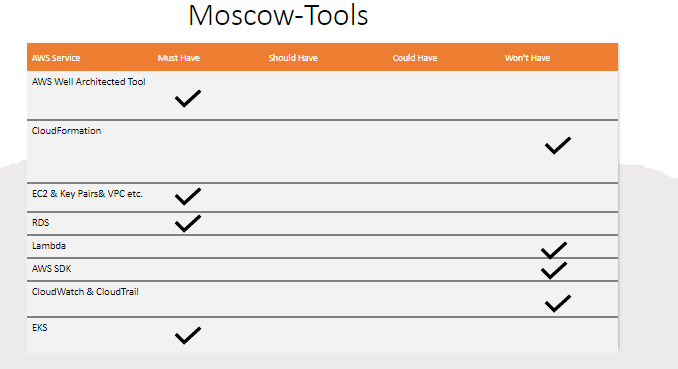 Moscow-Tools
AWS Service Must Have Should Have Could Have Won't Have
AWS Well Architected Tool
CloudFormation
EC2 & Key Pairs& VPC etc.
RDS
Lambda
AWS SDK
CloudWatch & CloudTrail
EKS